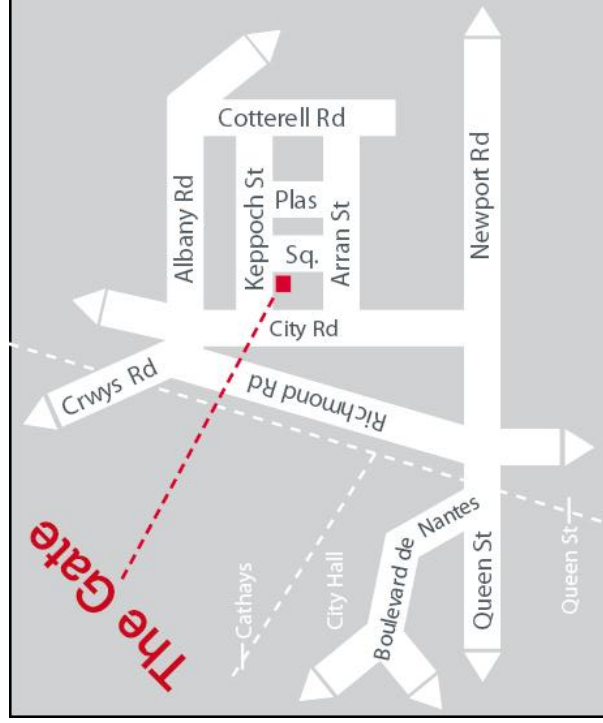 Cotterell Rd
Albany Rd
Keppoch St
Plas
Sq.
Arran St
Newport Rd
City Rd
Crwys Rd
Richmond Rd
The Gate
Cathays
City Hall
Boulevard de
Nantes
Queen St
Queen St